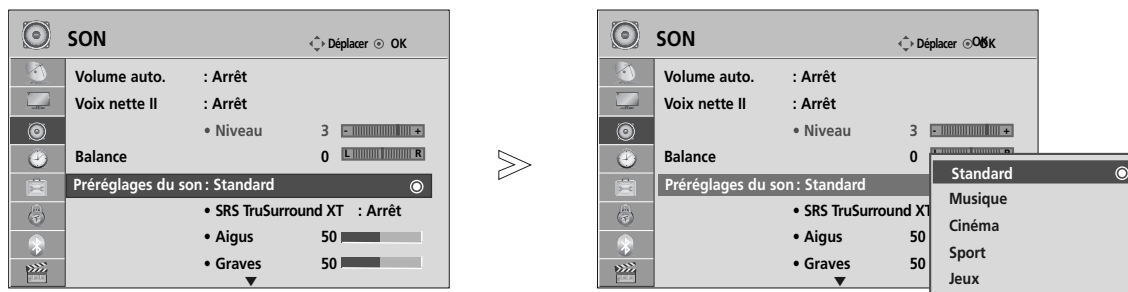 SON
Déplacer OK
Volume auto. : Arrêt
Voix nette II : Arrêt
• Niveau 3 - +
Balance 0 L R
Préréglages du son : Standard
• SRS TruSurround XT : Arrêt
• Aigus 50
• Graves 50
SON
Déplacer OK
Volume auto. : Arrêt
Voix nette II : Arrêt
• Niveau 3 - +
Balance 0 L R
Préréglages du son : Standard
• SRS TruSurround XT
• Aigus 50
• Graves 50
Standard
Musique
Cinéma
Sport
Jeux